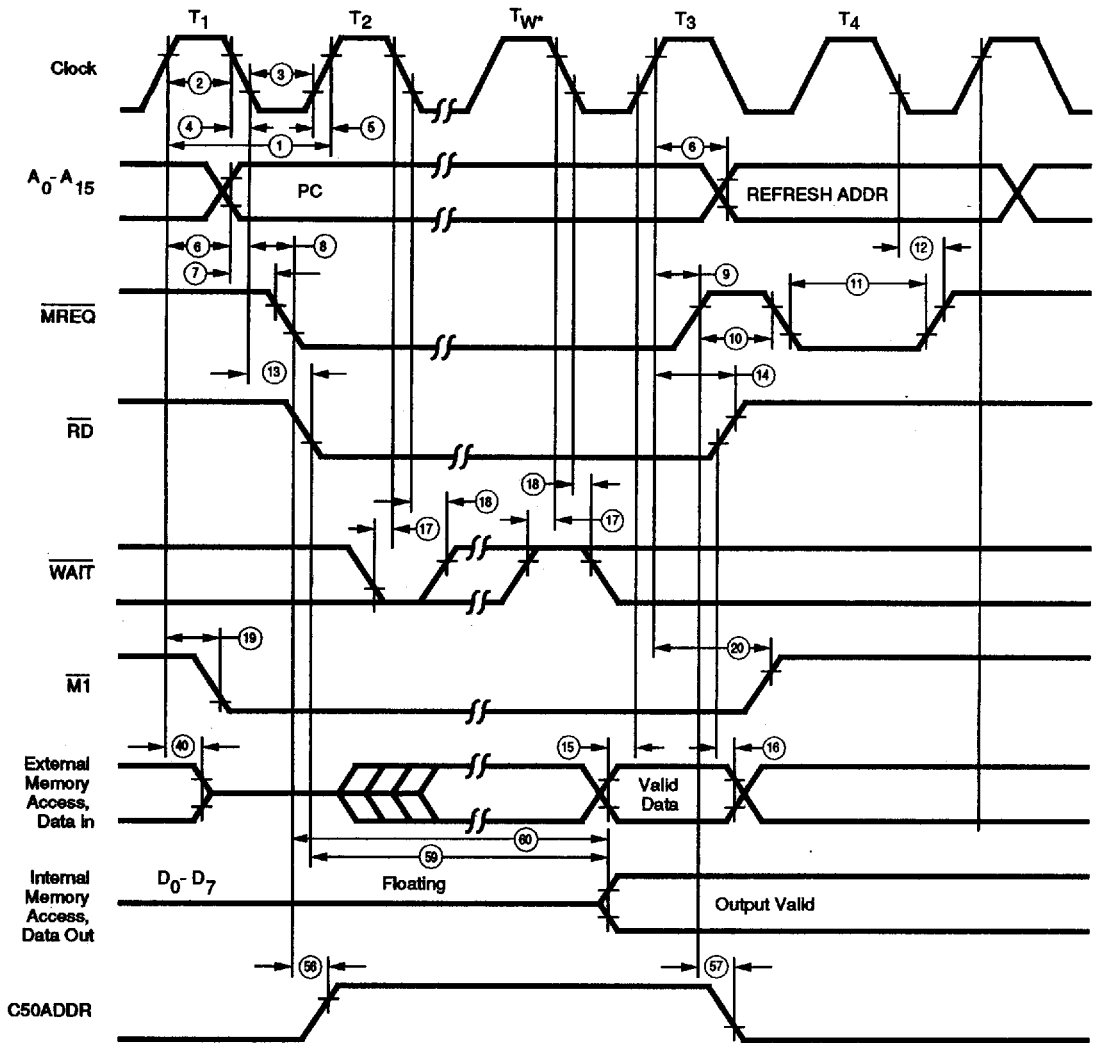 T1 T2 TW* T3 T4
Clock
2 3
4 5
1
6
A0-A15
PC
REFRESH ADDR
6 8
12
7
9
11
MREQ
10
13
14
RD
18
18
17
17
WAIT
19
20
M1
40
15
16
External
Memory
Access,
Data In
Valid
Data
60
59
Internal
Memory
Access,
Data Out
D0-D7
Floating
Output Valid
56
57
C50ADDR